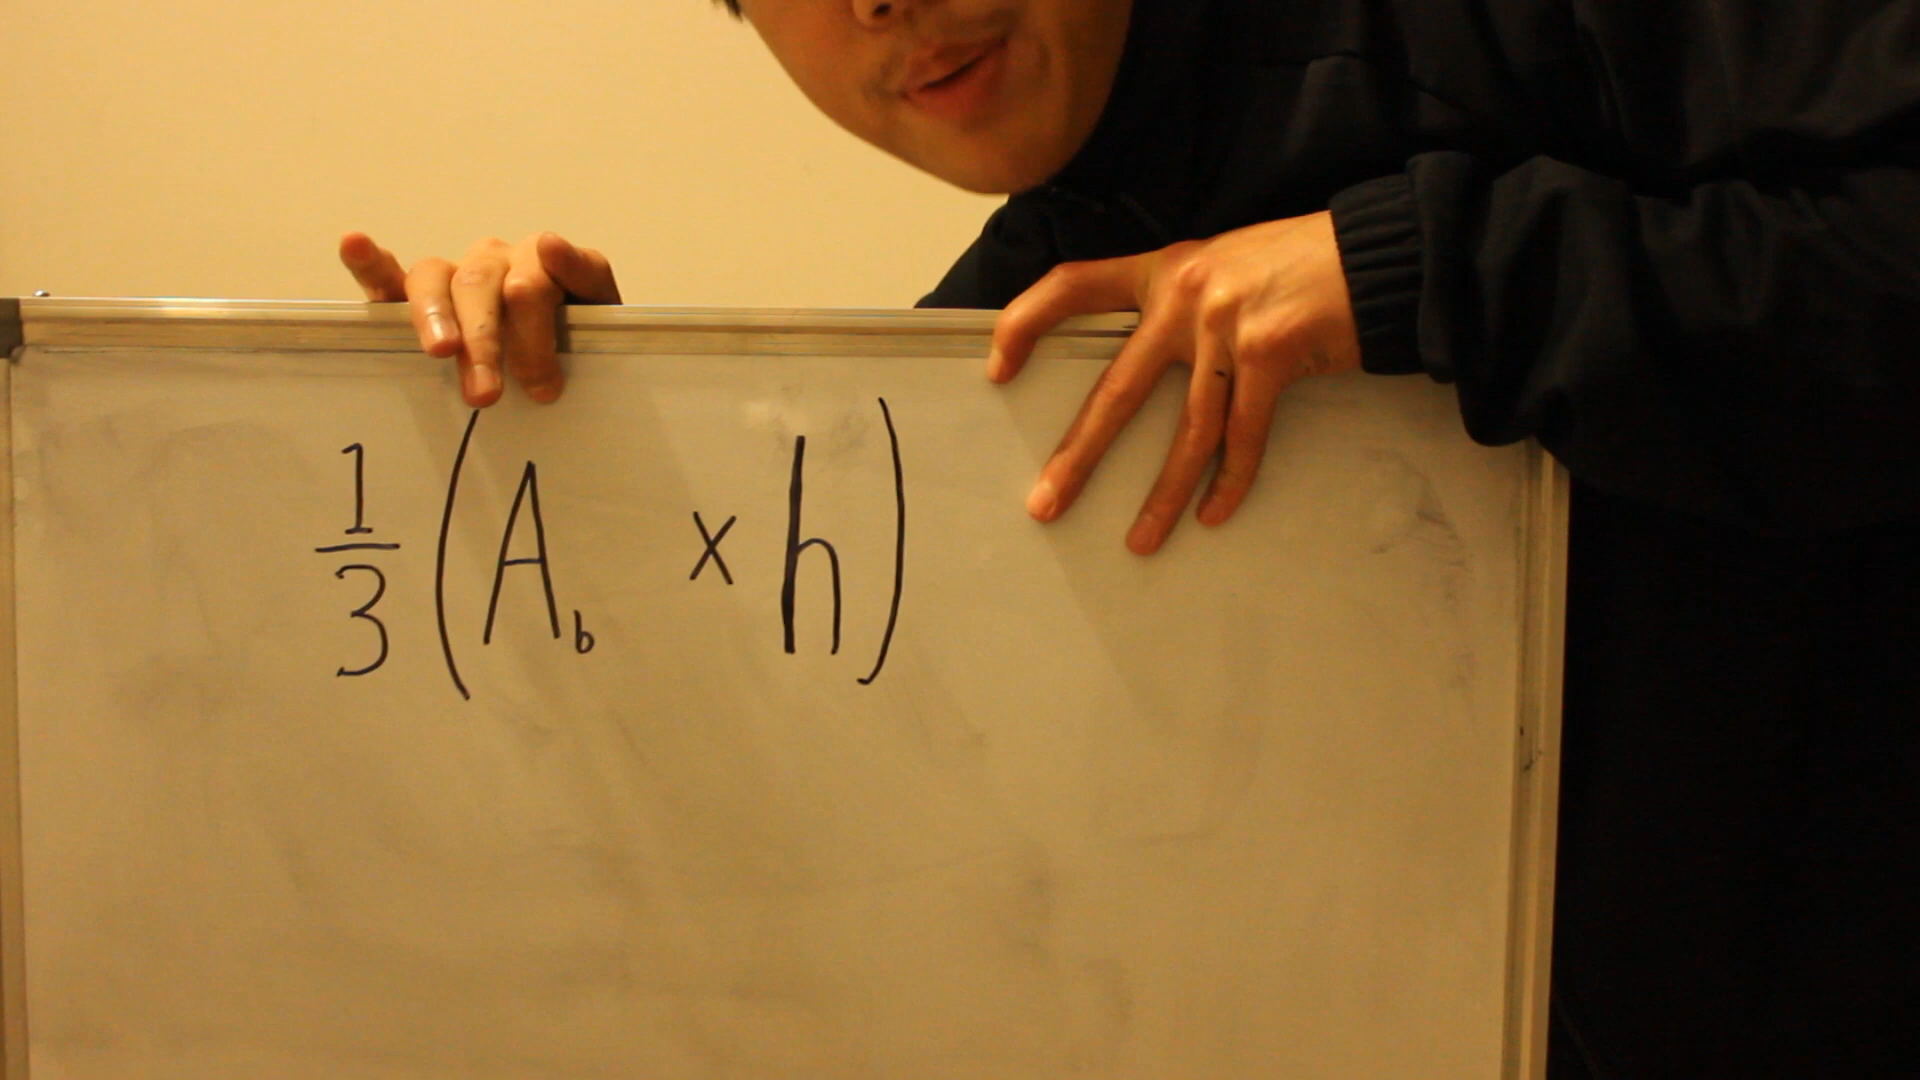 1/3 (A_b × h)